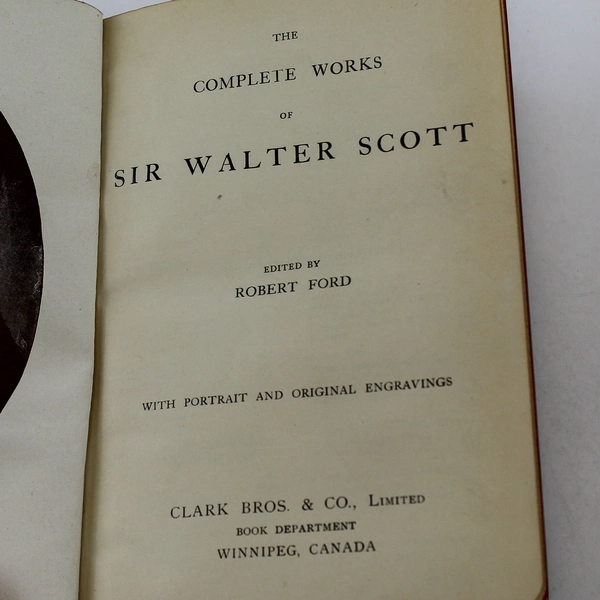 THE
COMPLETE WORKS
OF
SIR WALTER SCOTT
EDITED BY
ROBERT FORD
WITH PORTRAIT AND ORIGINAL ENGRAVINGS
CLARK BROS. & CO., LIMITED
BOOK DEPARTMENT
WINNIPEG, CANADA